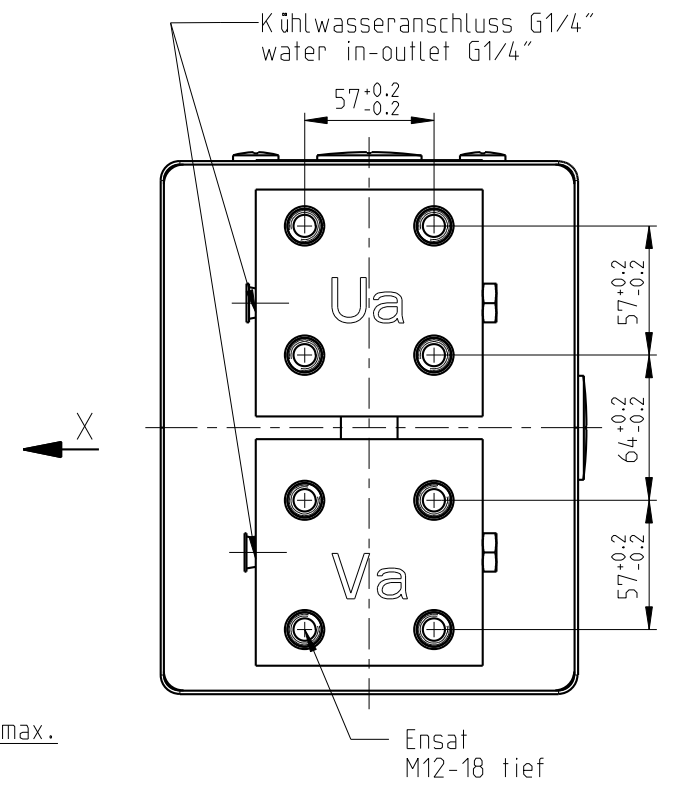 Kühlwasseranschluss G1/4"
water in-outlet G1/4"
57+0.2
-0.2
Ua
57+0.2
-0.2
X
64+0.2
-0.2
Va
57+0.2
-0.2
max.
Ensat
M12-18 tief